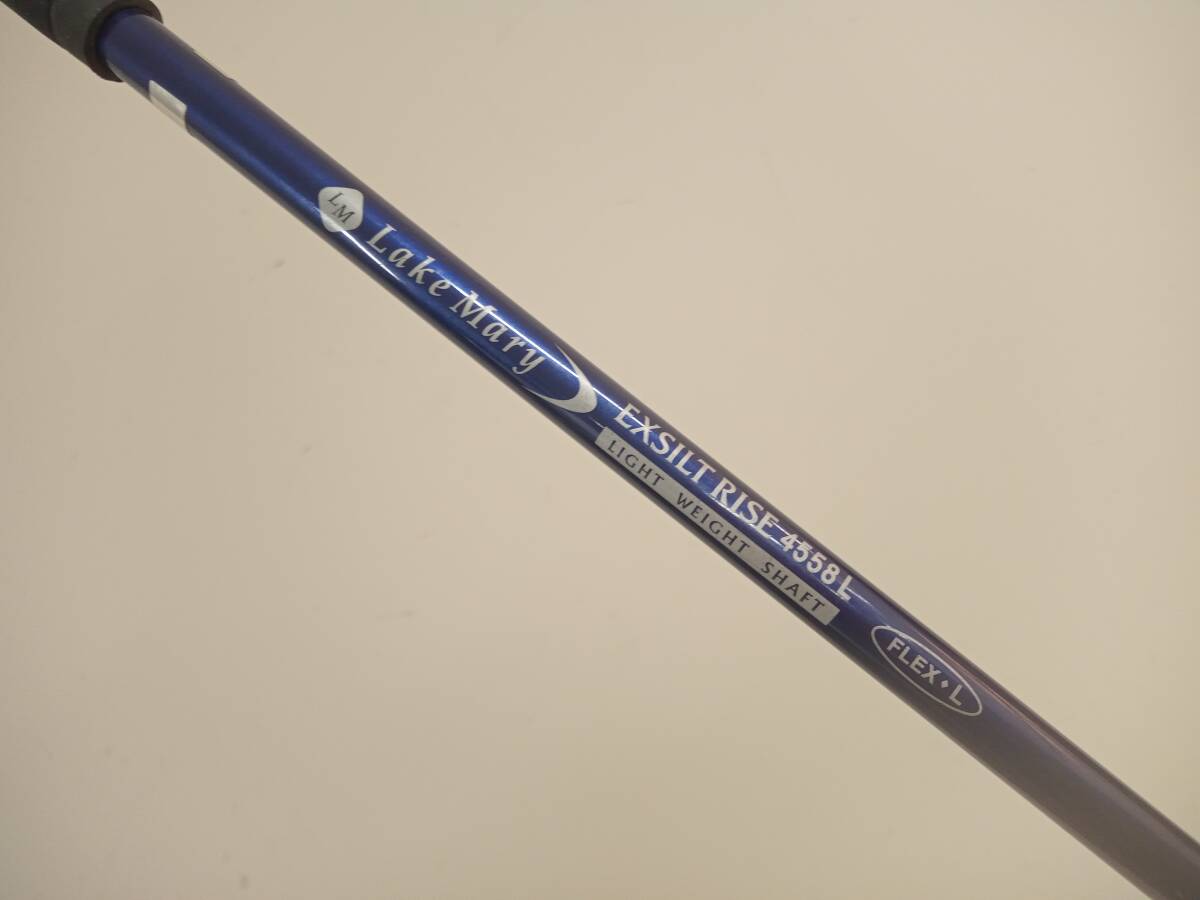 LM
Lake Mary
EXSILT RISE 4558L
LIGHT WEIGHT SHAFT
FLEX♦L